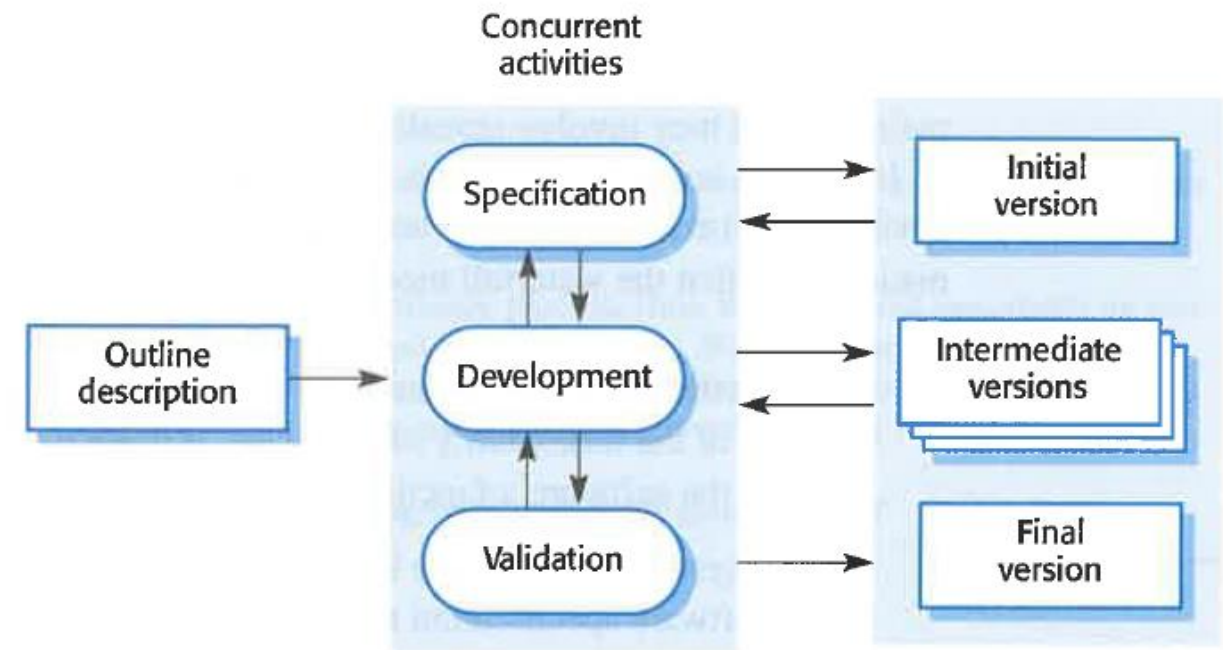 Concurrent
activities
Specification
Initial
version
Outline
description
Development
Intermediate
versions
Validation
Final
version